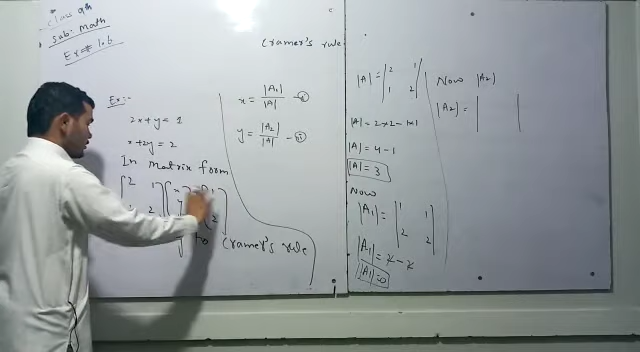 Class 9th
Sub: Math
Ex# 1.6
Cramer's rule
Ex:-
2x+y = 1
x+2y = 2
In Matrix form
2 1 x 1
2 y 2
to Cramer's rule
x = |A₁| / |A| — i
y = |A₂| / |A| — ii
|A| = |2 1|
|1 2|
|A| = 2×2-1×1
|A| = 4-1
|A| = 3
Now
|A₁| = |1 1|
|2 2|
|A₁| = 2-2
|A₁| = 0
Now |A₂|
|A₂| = | |